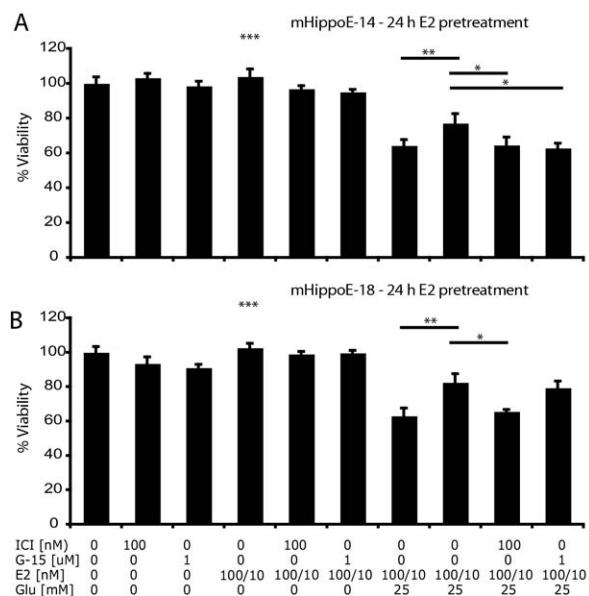 A
mHippoE-14 - 24 h E2 pretreatment
***
**
*
*
120
100
80
60
40
20
0
% Viability
mHippoE-18 - 24 h E2 pretreatment
B
***
**
*
120
100
80
60
40
20
0
% Viability
ICI [nM) 0 100 0 0 100 0 0 0 100 0
G-15 [uM] 0 0 1 0 0 1 0 0 0 1
E2 [nM] 0 0 0 100/10 100/10 100/10 0 100/10 100/10 100/10
Glu [mM] 0 0 0 0 0 0 25 25 25 25